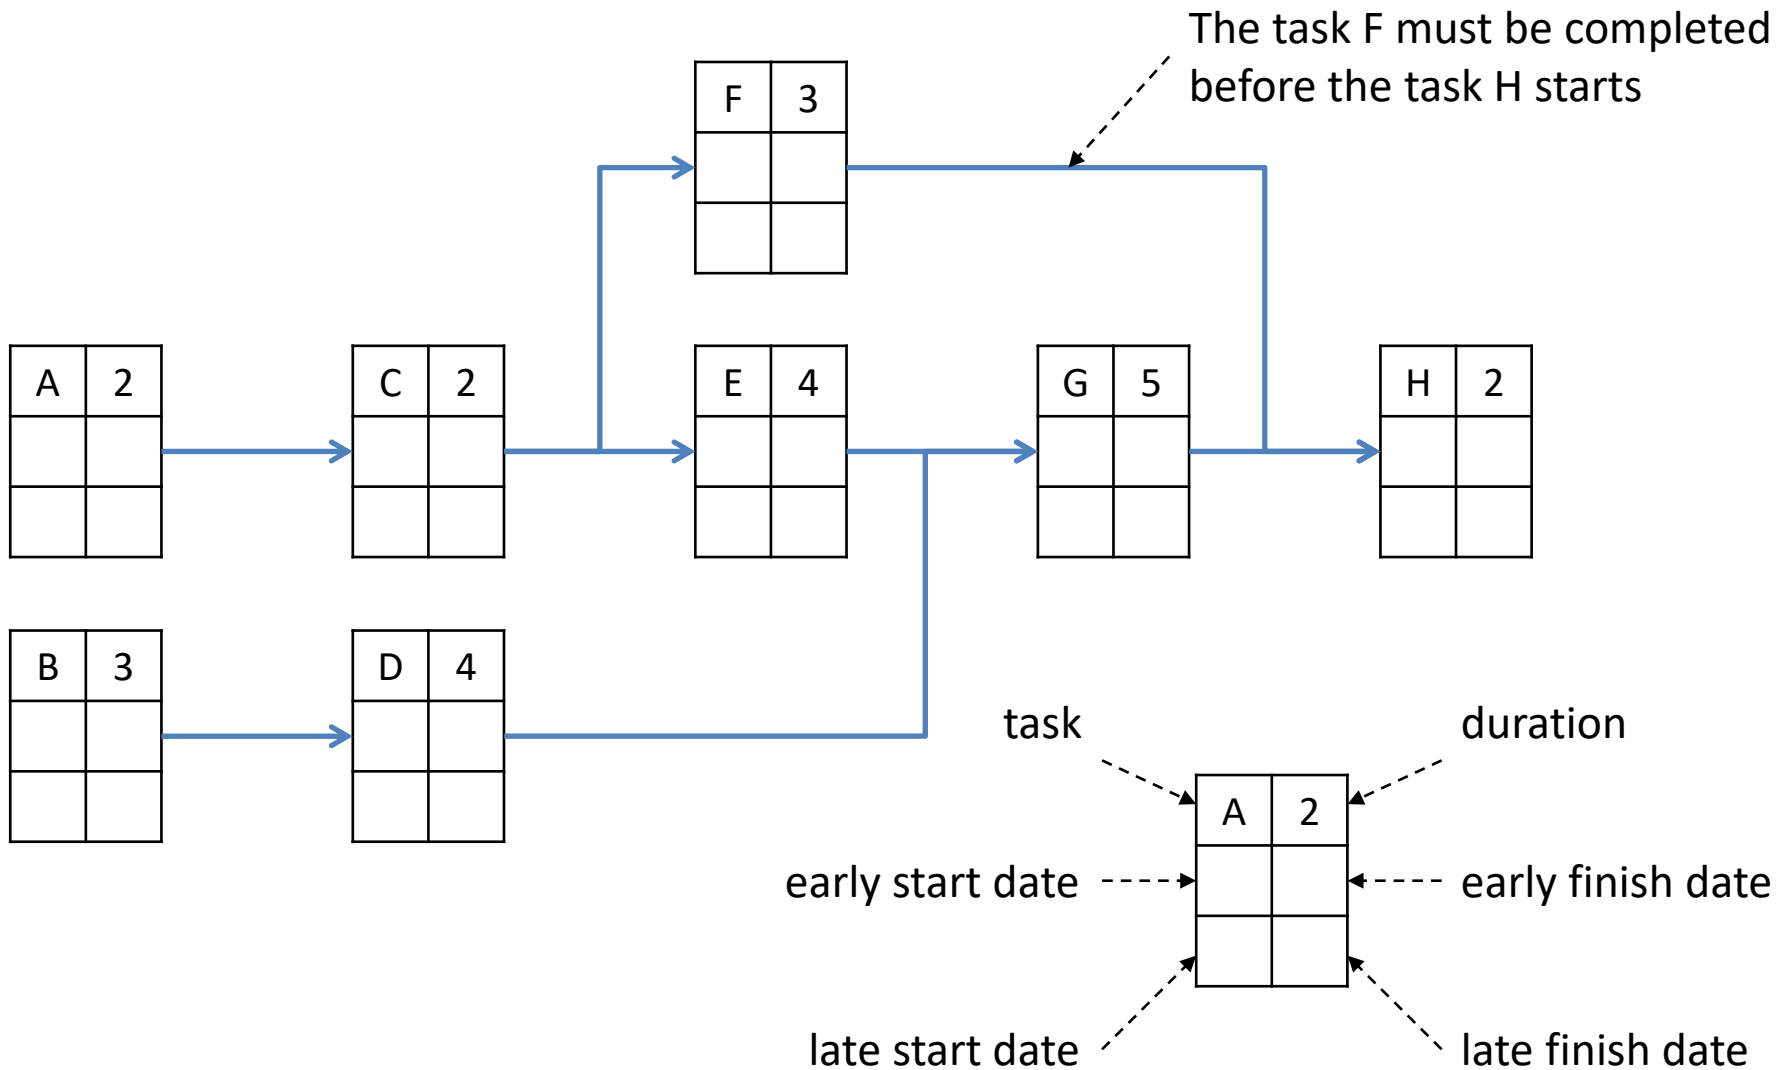 The task F must be completed
before the task H starts
F 3
A 2
C 2
E 4
G 5
H 2
B 3
D 4
task
duration
A 2
early start date
early finish date
late start date
late finish date